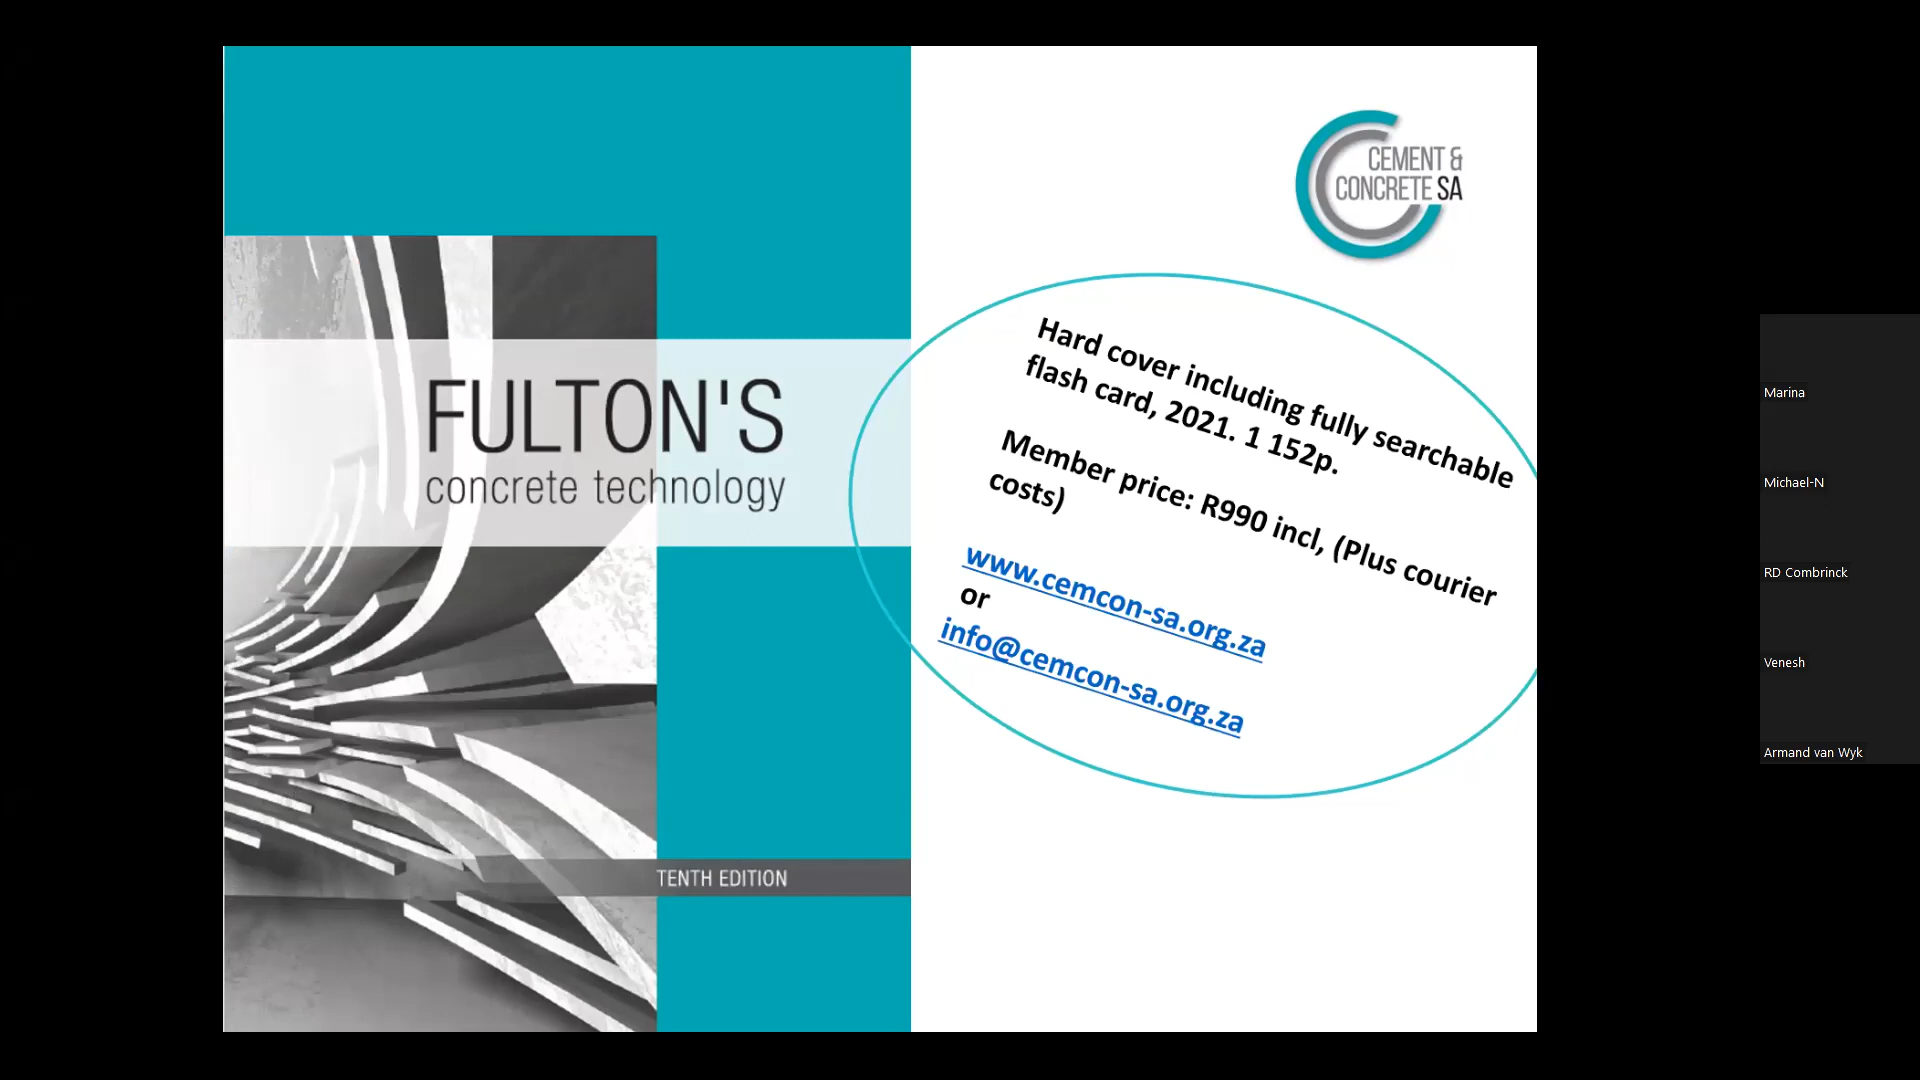 FULTON'S
concrete technology
TENTH EDITION
CEMENT &
CONCRETE SA
Hard cover including fully searchable
flash card, 2021. 1 152p.
Member price: R990 incl, (Plus courier
costs)
www.cemcon-sa.org.za
or
info@cemcon-sa.org.za
Marina
Michael-N
RD Combrinck
Venesh
Armand van Wyk